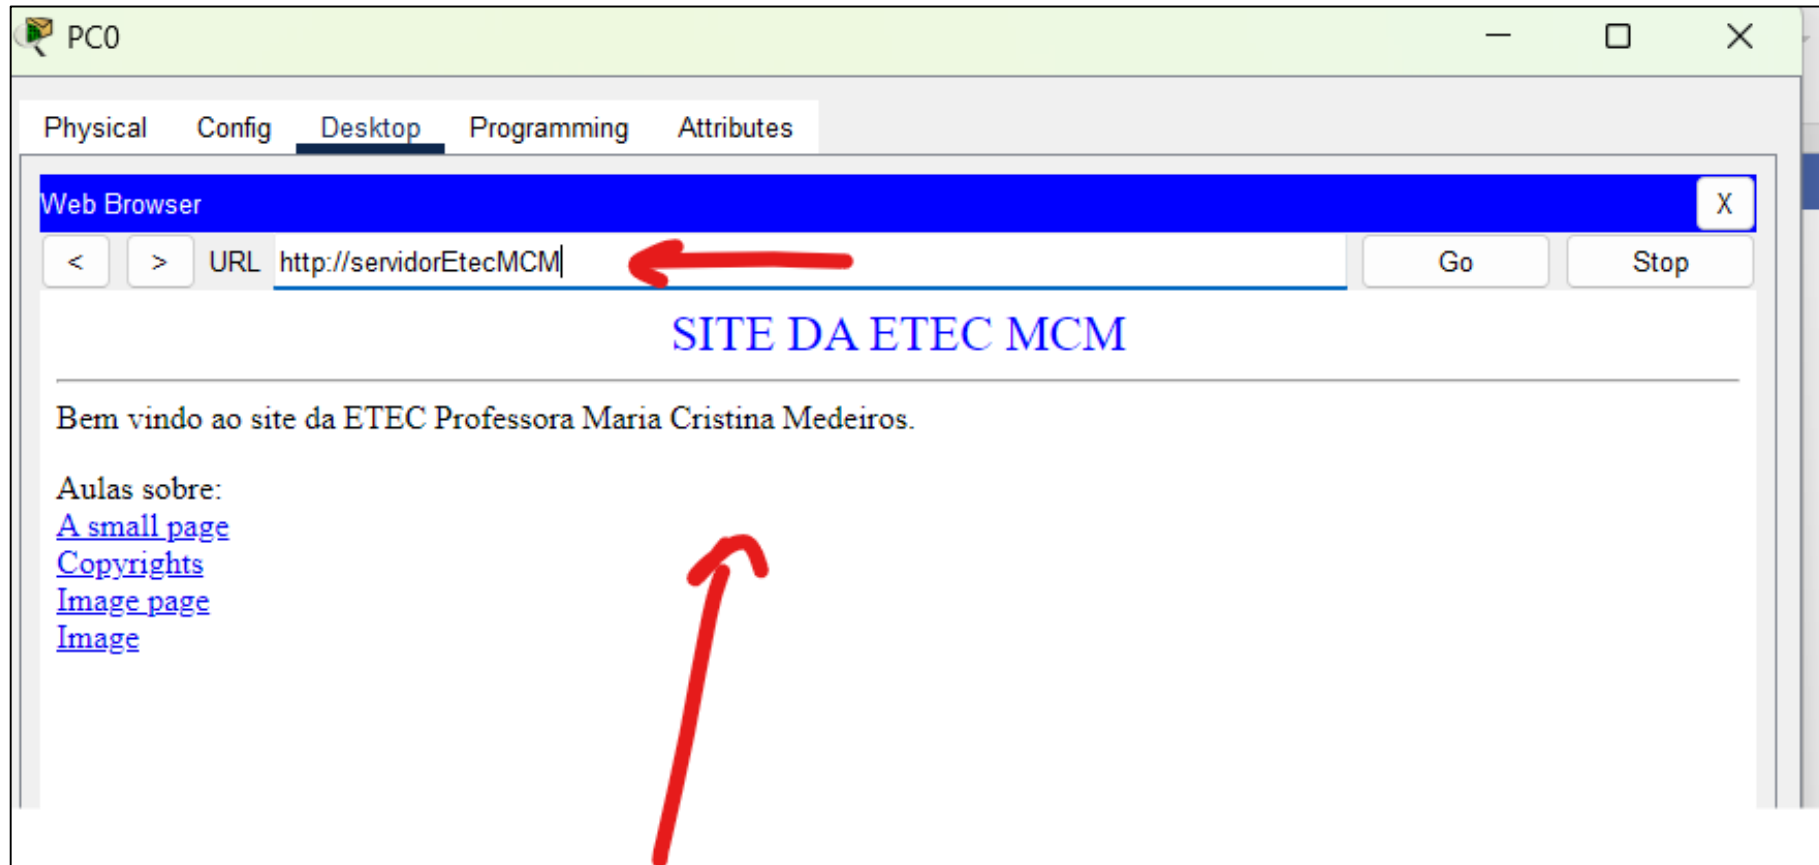 PC0
Physical Config Desktop Programming Attributes
Web Browser X
< > URL http://servidorEtecMCM Go Stop
SITE DA ETEC MCM
Bem vindo ao site da ETEC Professora Maria Cristina Medeiros.
Aulas sobre:
A small page
Copyrights
Image page
Image